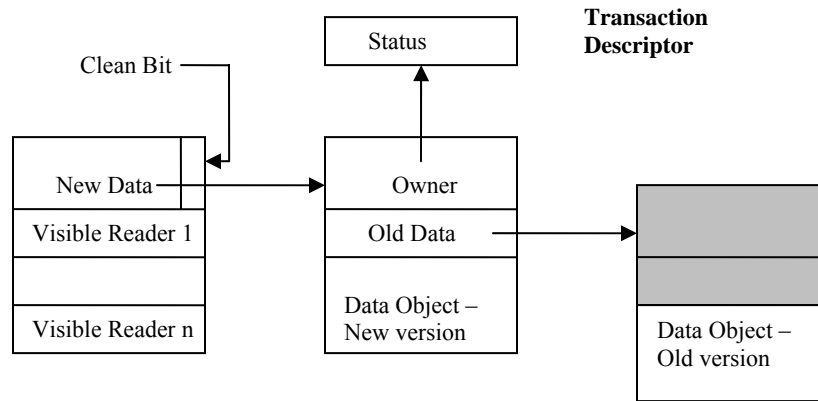 Transaction
Descriptor
Status
Clean Bit
New Data
Owner
Visible Reader 1
Old Data
Visible Reader n
Data Object –
New version
Data Object –
Old version